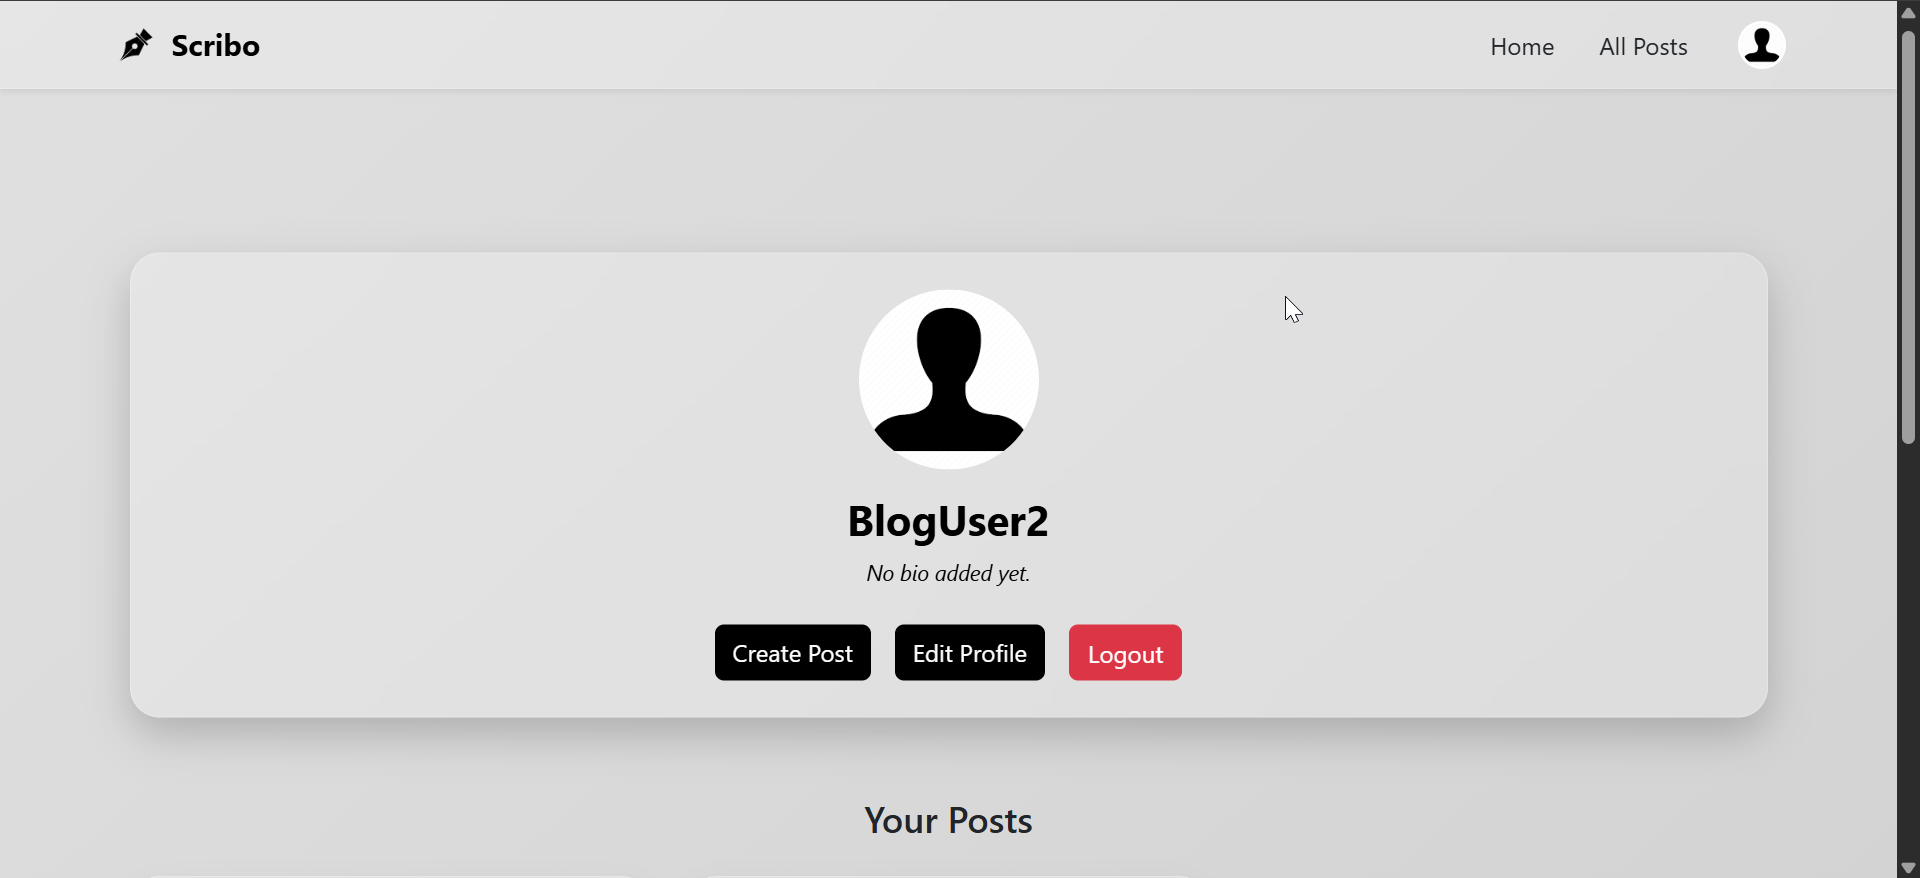 Scribo
Home
All Posts
BlogUser2
No bio added yet.
Create Post
Edit Profile
Logout
Your Posts